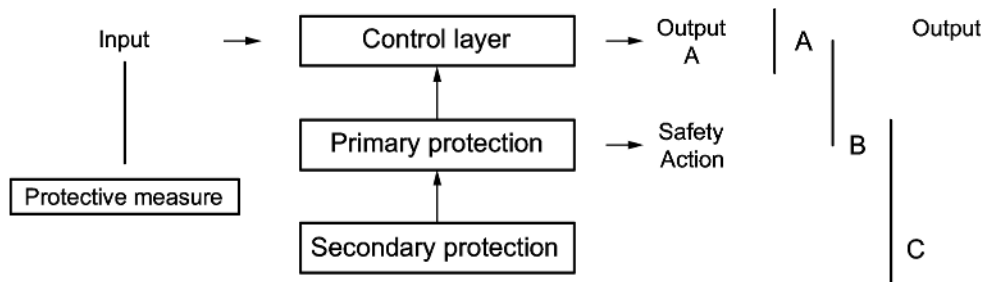 Input
Control layer
Output
A
A
Output
Primary protection
Safety
Action
B
Protective measure
Secondary protection
C